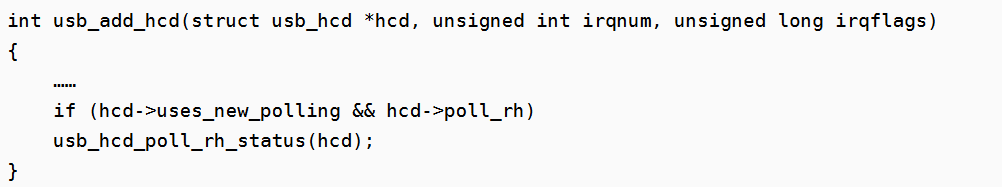 int usb_add_hcd(struct usb_hcd *hcd, unsigned int irqnum, unsigned long irqflags)
{
    ……
    if (hcd->uses_new_polling && hcd->poll_rh)
    usb_hcd_poll_rh_status(hcd);
}